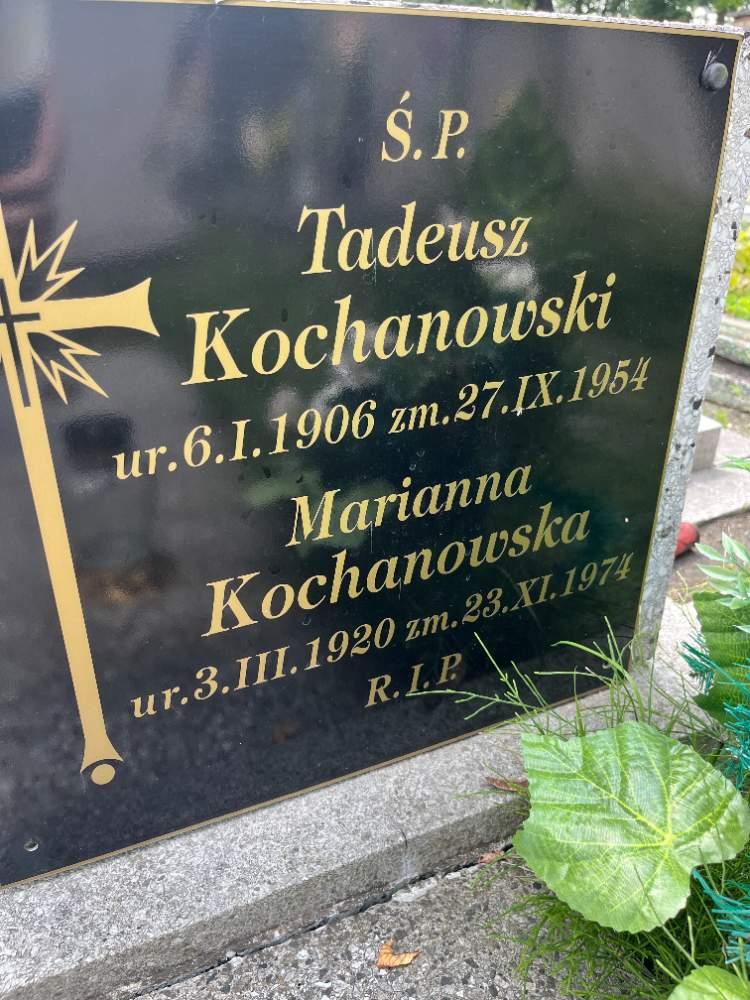 Ś. P.
Tadeusz
Kochanowski
ur.6.I.1906 zm.27.IX.1954
Marianna
Kochanowska
ur.3.III.1920 zm.23.XI.1974
R. I. P.